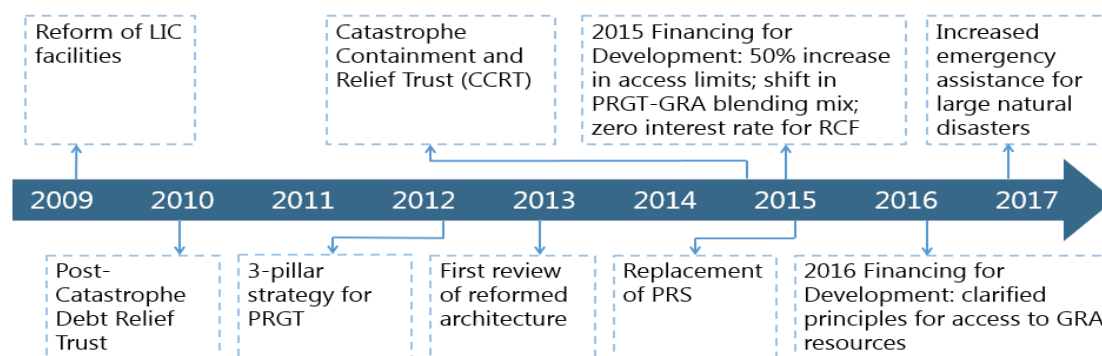 Reform of LIC
facilities
Catastrophe
Containment and
Relief Trust (CCRT)
2015 Financing for
Development: 50% increase
in access limits; shift in
PRGT-GRA blending mix;
zero interest rate for RCF
Increased
emergency
assistance for
large natural
disasters
2009 2010 2011 2012 2013 2014 2015 2016 2017
Post-
Catastrophe
Debt Relief
Trust
3-pillar
strategy for
PRGT
First review
of reformed
architecture
Replacement
of PRS
2016 Financing for
Development: clarified
principles for access to GRA
resources